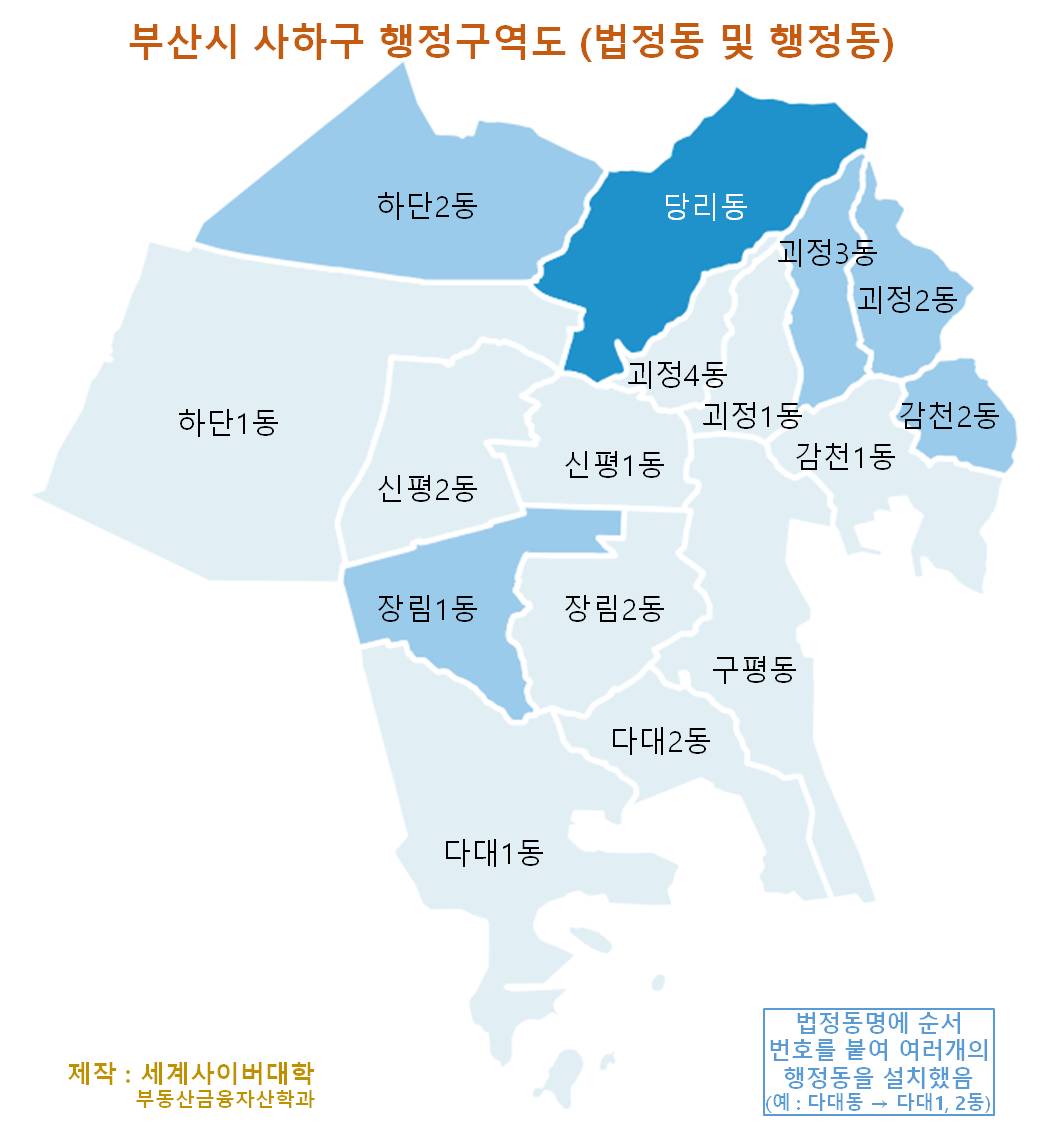 부산시 사하구 행정구역도 (법정동 및 행정동)
하단2동
당리동
괴정3동
괴정2동
괴정4동
괴정1동
감천2동
하단1동
감천1동
신평1동
신평2동
장림1동
장림2동
구평동
다대2동
다대1동
법정동명에 순서
번호를 붙여 여러개의
행정동을 설치했음
(예 : 다대동 → 다대1, 2동)
제작 : 세계사이버대학
부동산금융자산학과